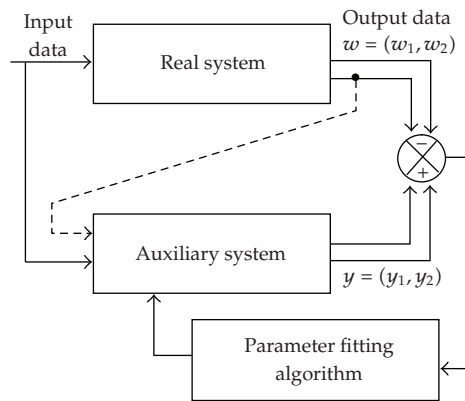 Input
data
Output data
w = (w₁, w₂)
Real system
−
+
Auxiliary system
y = (y₁, y₂)
Parameter fitting
algorithm